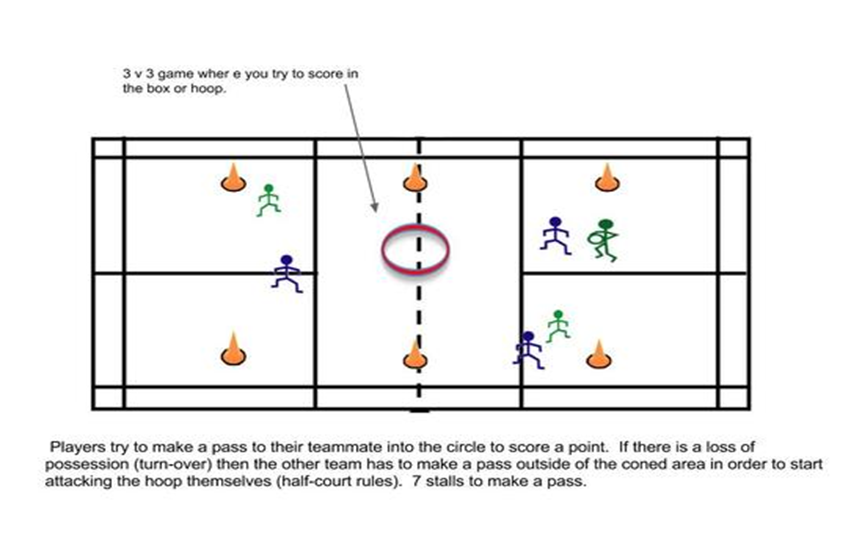 3 v 3 game wher e you try to score in
the box or hoop.
Players try to make a pass to their teammate into the circle to score a point.  If there is a loss of
possession (turn-over) then the other team has to make a pass outside of the coned area in order to start
attacking the hoop themselves (half-court rules).  7 stalls to make a pass.